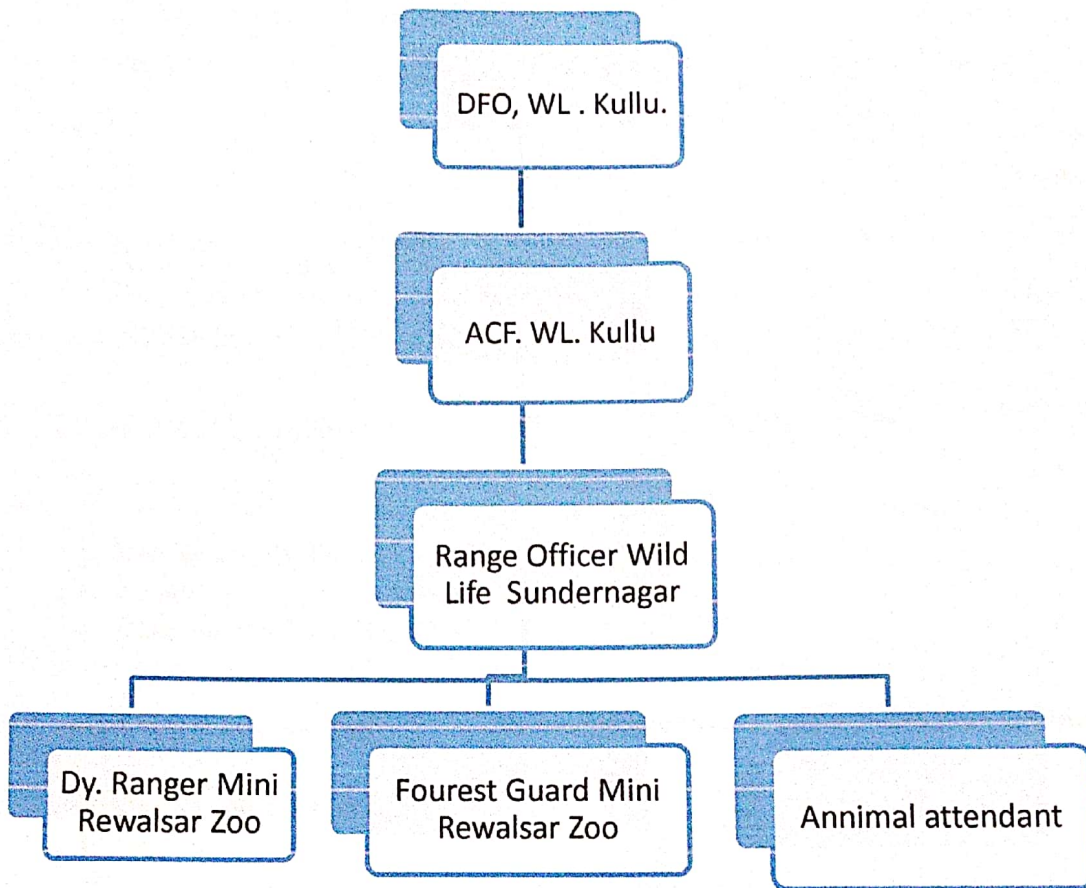 DFO, WL . Kullu.
ACF. WL. Kullu
Range Officer Wild
Life Sundernagar
Dy. Ranger Mini
Rewalsar Zoo
Fourest Guard Mini
Rewalsar Zoo
Annimal attendant